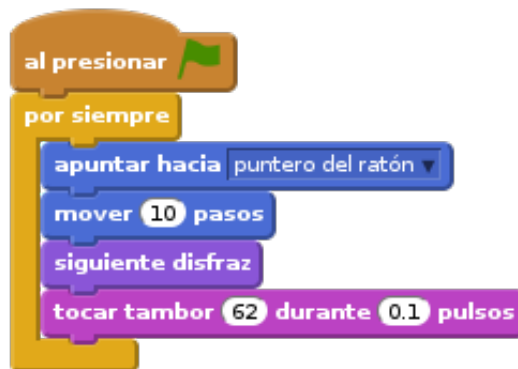 al presionar
por siempre
apuntar hacia puntero del ratón
mover 10 pasos
siguiente disfraz
tocar tambor 62 durante 0.1 pulsos